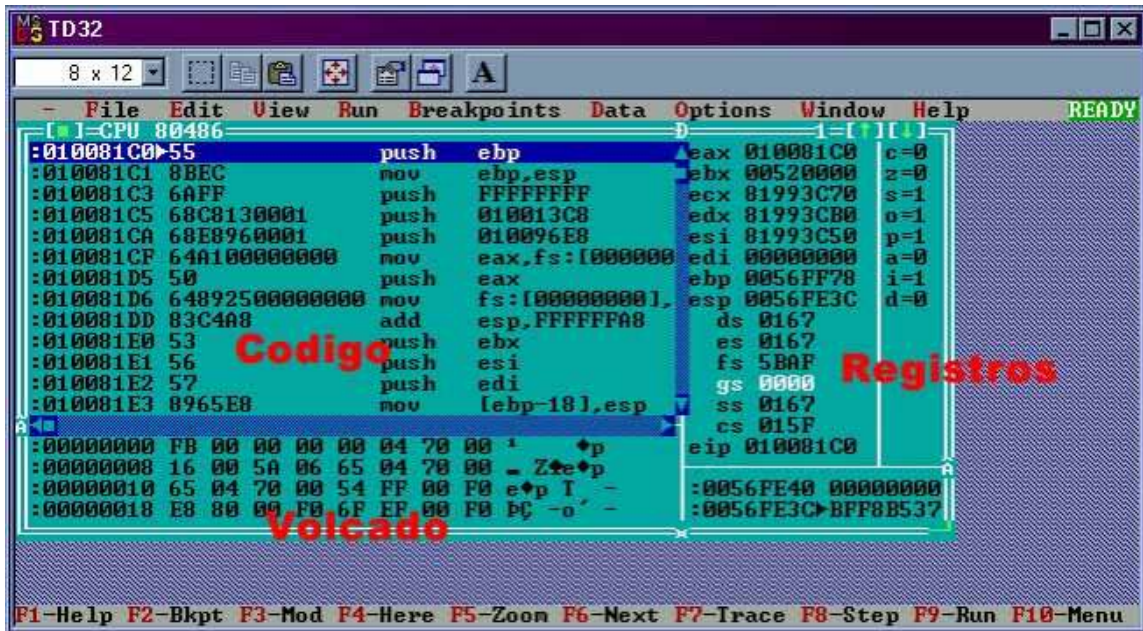 TD32
8 x 12
A
- File Edit View Run Breakpoints Data Options Window Help READY
[■]=CPU 80486 1=[↑][↓]
:010081C0►55 push ebp eax 010081C0 c=0
:010081C1 8BEC mov ebp,esp ebx 00520000 z=0
:010081C3 6AFF push FFFFFFFF ecx 81993C70 s=1
:010081C5 68C8130001 push 010013C8 edx 81993CB0 o=1
:010081CA 68E8960001 push 010096E8 esi 81993C50 p=1
:010081CF 64A100000000 mov eax,fs:[000000 edi 00000000 a=0
:010081D5 50 push eax ebp 0056FF78 i=1
:010081D6 64892500000000 mov fs:[00000000], esp 0056FE3C d=0
:010081DD 83C4A8 add esp,FFFFFFA8 ds 0167
:010081E0 53 push ebx es 0167
:010081E1 56 push esi fs 5BAF
:010081E2 57 push edi gs 0000
:010081E3 8965E8 mov [ebp-18],esp ss 0167
cs 015F
Codigo
Registros
:00000000 FB 00 00 00 00 04 70 00 ¹ ♦p eip 010081C0
:00000008 16 00 5A 06 65 04 70 00 ▬ Z♠e♦p
:00000010 65 04 70 00 54 FF 00 F0 e♦p T - :0056FE40 00000000
:00000018 E8 80 00 F0 6F EF 00 F0 ÞÇ -o´ - :0056FE3C►BFF8B537
Volcado
F1-Help F2-Bkpt F3-Mod F4-Here F5-Zoom F6-Next F7-Trace F8-Step F9-Run F10-Menu